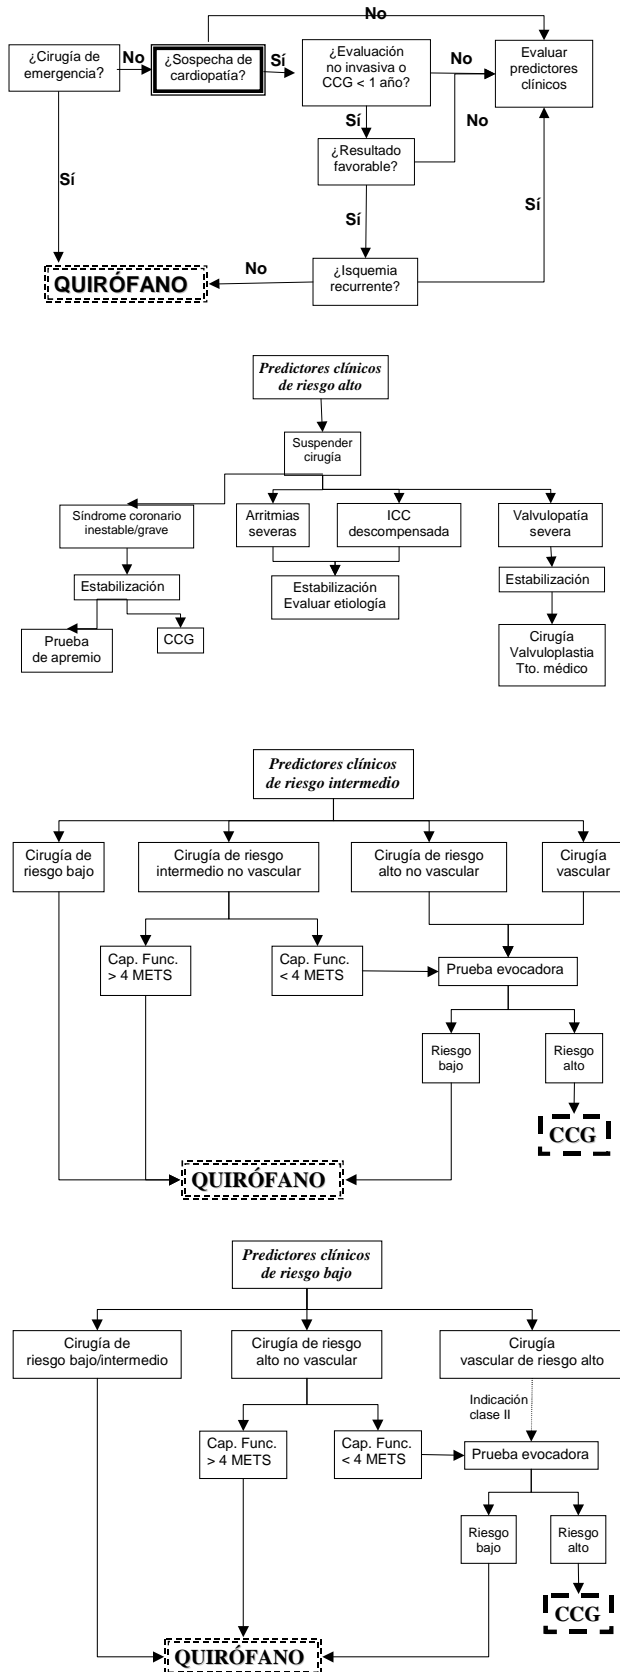 No
¿Cirugía de
emergencia?
No
¿Sospecha de
cardiopatía?
Sí
¿Evaluación
no invasiva o
CCG < 1 año?
No
Evaluar
predictores
clínicos
Sí
No
¿Resultado
favorable?
Sí
Sí
Sí
QUIRÓFANO
No
¿Isquemia
recurrente?
Predictores clínicos
de riesgo alto
Suspender
cirugía
Síndrome coronario
inestable/grave
Arritmias
severas
ICC
descompensada
Valvulopatía
severa
Estabilización
Estabilización
Evaluar etiología
Estabilización
Prueba
de apremio
CCG
Cirugía
Valvuloplastia
Tto. médico
Predictores clínicos
de riesgo intermedio
Cirugía de
riesgo bajo
Cirugía de riesgo
intermedio no vascular
Cirugía de riesgo
alto no vascular
Cirugía
vascular
Cap. Func.
> 4 METS
Cap. Func.
< 4 METS
Prueba evocadora
Riesgo
bajo
Riesgo
alto
CCG
QUIRÓFANO
Predictores clínicos
de riesgo bajo
Cirugía de
riesgo bajo/intermedio
Cirugía de riesgo
alto no vascular
Cirugía
vascular de riesgo alto
Indicación
clase II
Cap. Func.
> 4 METS
Cap. Func.
< 4 METS
Prueba evocadora
Riesgo
bajo
Riesgo
alto
CCG
QUIRÓFANO